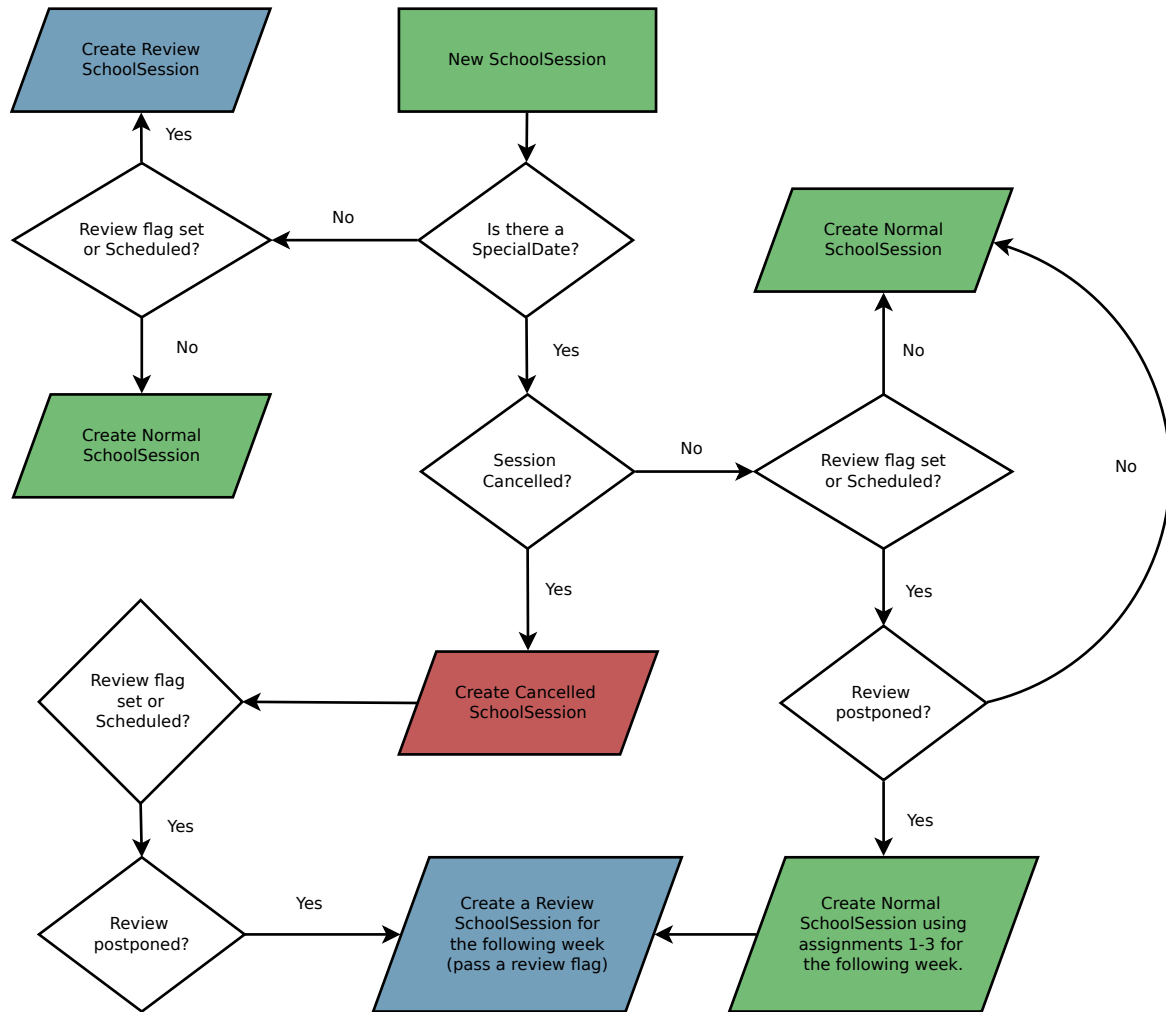 Create Review
SchoolSession
New SchoolSession
Yes
Review flag set
or Scheduled?
No
Is there a
SpecialDate?
Create Normal
SchoolSession
No
Yes
No
Create Normal
SchoolSession
Session
Cancelled?
No
Review flag set
or Scheduled?
No
Yes
Yes
Review flag
set or
Scheduled?
Create Cancelled
SchoolSession
Review
postponed?
Yes
Yes
Review
postponed?
Yes
Create a Review
SchoolSession for
the following week
(pass a review flag)
Create Normal
SchoolSession using
assignments 1-3 for
the following week.